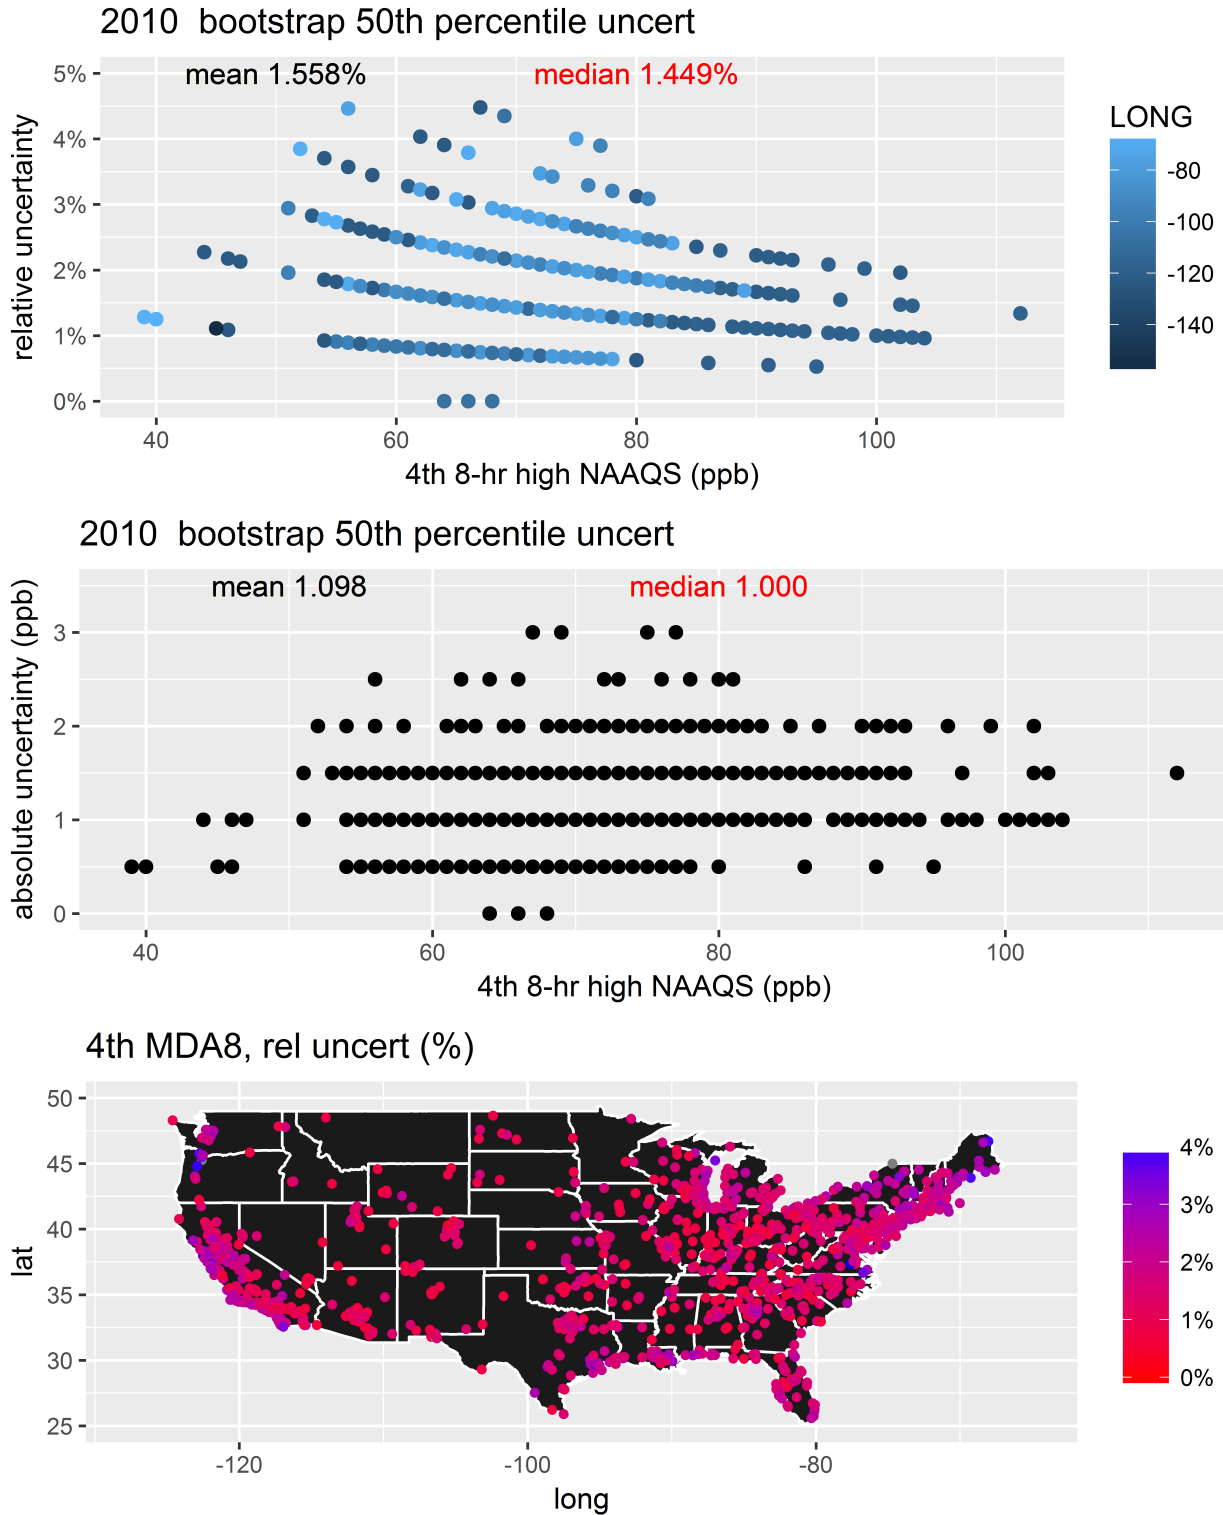 2010  bootstrap 50th percentile uncert
mean 1.558%
median 1.449%
relative uncertainty
5%
4%
3%
2%
1%
0%
40 60 80 100
4th 8-hr high NAAQS (ppb)
LONG
-80
-100
-120
-140
2010  bootstrap 50th percentile uncert
mean 1.098
median 1.000
absolute uncertainty (ppb)
3
2
1
0
40 60 80 100
4th 8-hr high NAAQS (ppb)
4th MDA8, rel uncert (%)
lat
50
45
40
35
30
25
-120 -100 -80
long
4%
3%
2%
1%
0%